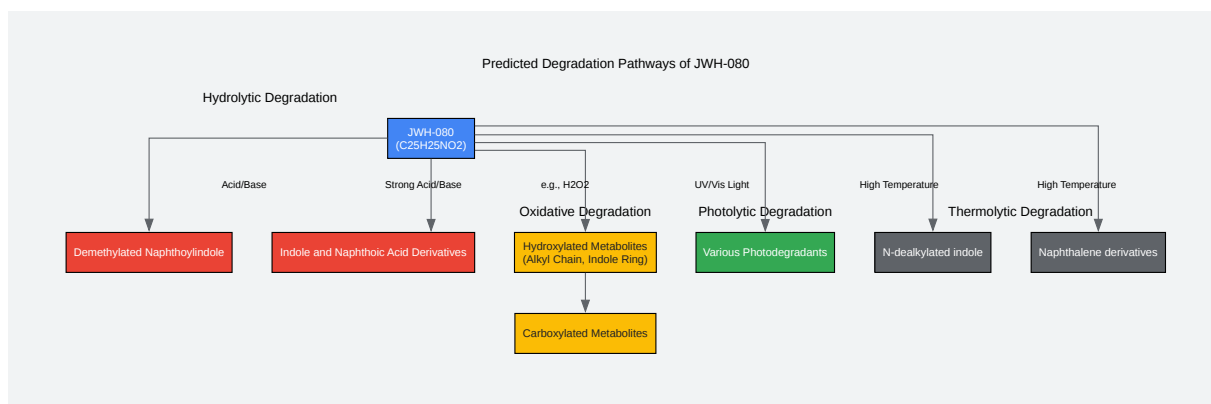 Predicted Degradation Pathways of JWH-080
Hydrolytic Degradation
JWH-080
(C25H25NO2)
Acid/Base
Strong Acid/Base
e.g., H2O2
UV/Vis Light
High Temperature
High Temperature
Oxidative Degradation
Photolytic Degradation
Thermolytic Degradation
Demethylated Naphthoylindole
Indole and Naphthoic Acid Derivatives
Hydroxylated Metabolites
(Alkyl Chain, Indole Ring)
Various Photodegradants
N-dealkylated indole
Naphthalene derivatives
Carboxylated Metabolites